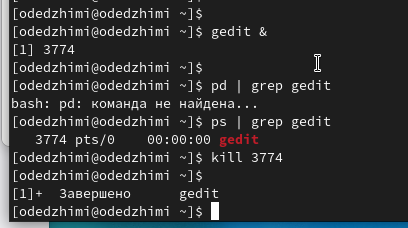 [odedzhimi@odedzhimi ~]$
[odedzhimi@odedzhimi ~]$ gedit &
[1] 3774
[odedzhimi@odedzhimi ~]$
[odedzhimi@odedzhimi ~]$ pd | grep gedit
bash: pd: команда не найдена...
[odedzhimi@odedzhimi ~]$ ps | grep gedit
   3774 pts/0    00:00:00 gedit
[odedzhimi@odedzhimi ~]$ kill 3774
[odedzhimi@odedzhimi ~]$
[1]+  Завершено      gedit
[odedzhimi@odedzhimi ~]$